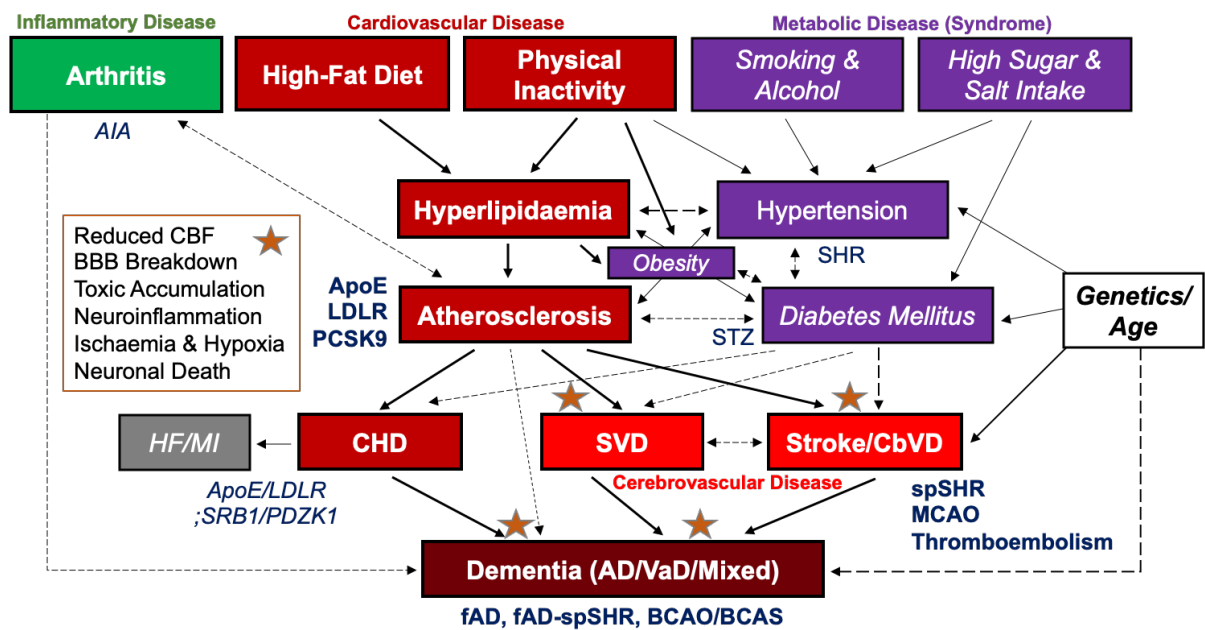 Inflammatory Disease
Cardiovascular Disease
Metabolic Disease (Syndrome)
Arthritis
High-Fat Diet
Physical
Inactivity
Smoking &
Alcohol
High Sugar &
Salt Intake
AIA
Hyperlipidaemia
Hypertension
Reduced CBF
BBB Breakdown
Toxic Accumulation
Neuroinflammation
Ischaemia & Hypoxia
Neuronal Death
Obesity
SHR
ApoE
LDLR
PCSK9
Atherosclerosis
STZ
Diabetes Mellitus
Genetics/
Age
HF/MI
CHD
SVD
Stroke/CbVD
Cerebrovascular Disease
ApoE/LDLR
;SRB1/PDZK1
spSHR
MCAO
Thromboembolism
Dementia (AD/VaD/Mixed)
fAD, fAD-spSHR, BCAO/BCAS